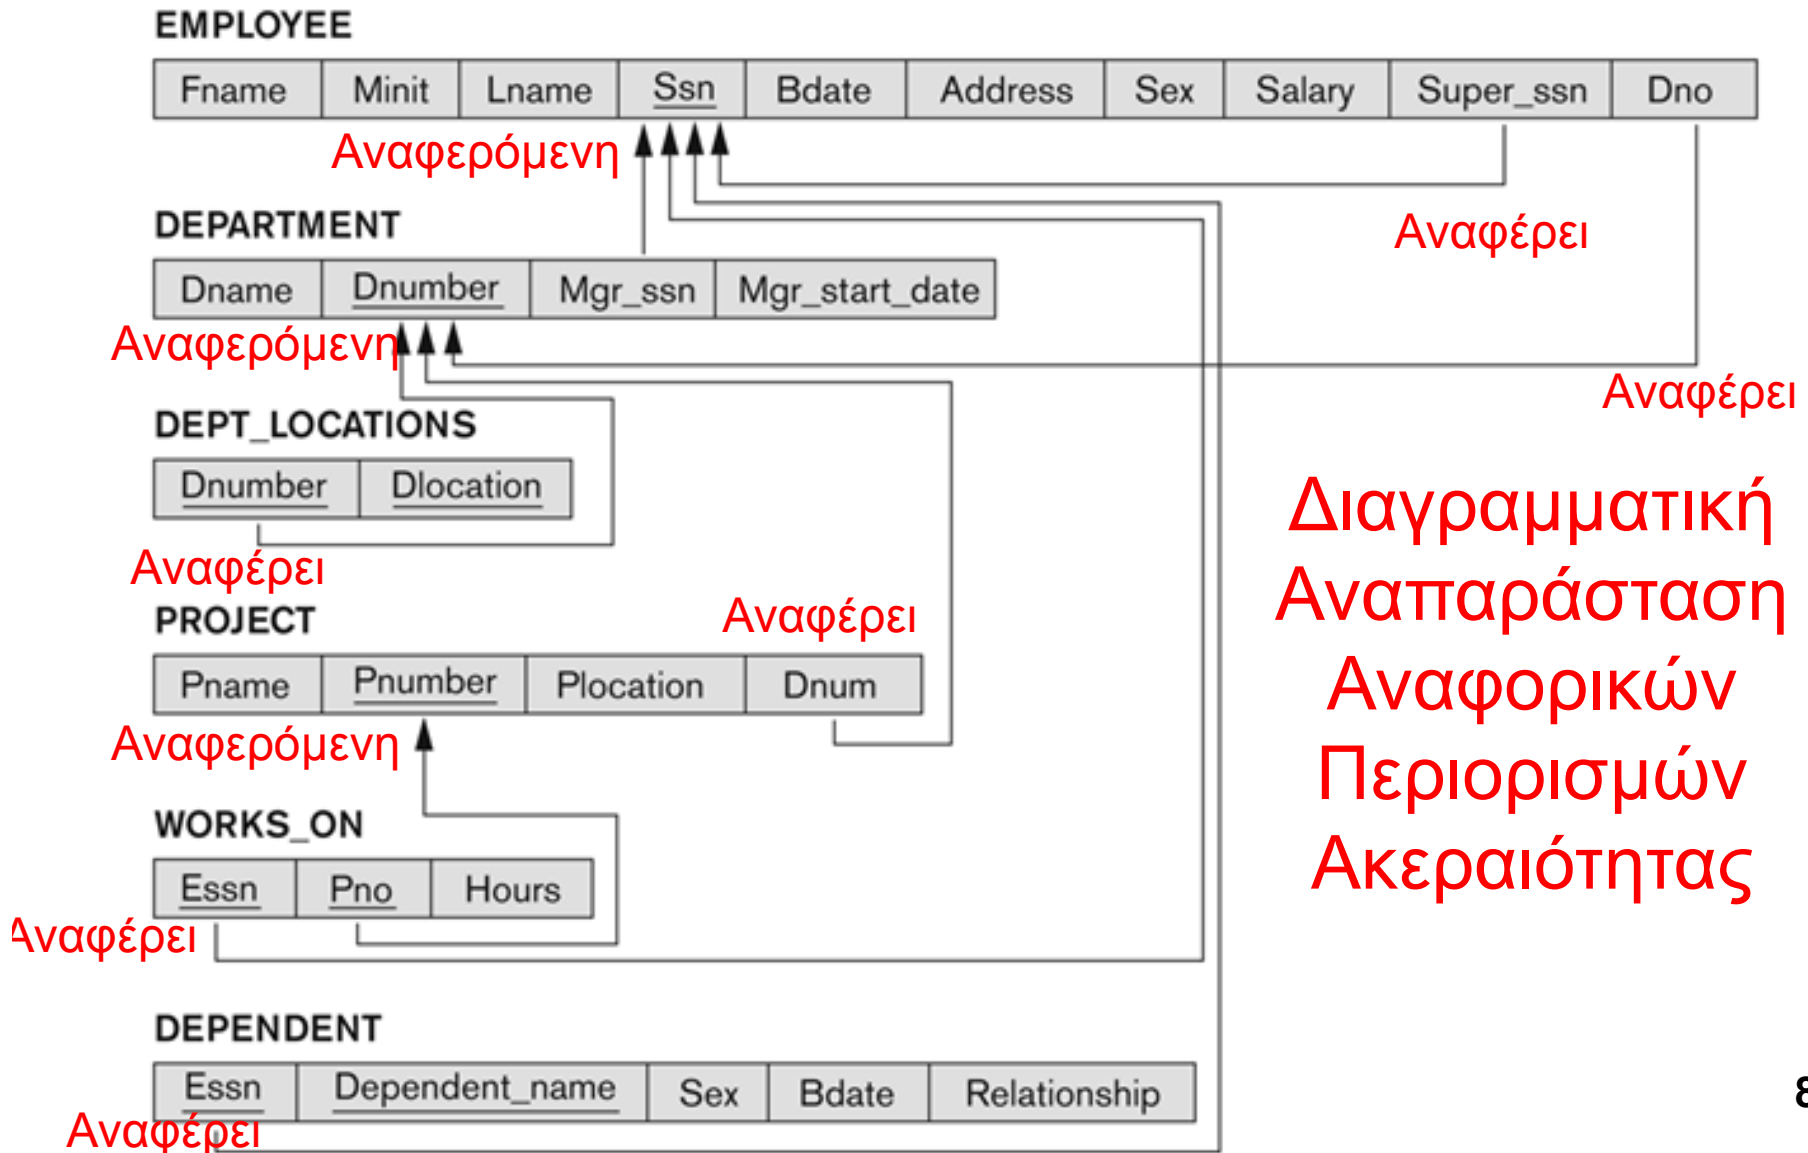 EMPLOYEE
Fname Minit Lname Ssn Bdate Address Sex Salary Super_ssn Dno
Αναφερόμενη
Αναφέρει
DEPARTMENT
Dname Dnumber Mgr_ssn Mgr_start_date
Αναφερόμενη
Αναφέρει
DEPT_LOCATIONS
Dnumber Dlocation
Αναφέρει
PROJECT
Αναφέρει
Pname Pnumber Plocation Dnum
Αναφερόμενη
WORKS_ON
Essn Pno Hours
Αναφέρει
DEPENDENT
Essn Dependent_name Sex Bdate Relationship
Αναφέρει
Διαγραμματική
Αναπαράσταση
Αναφορικών
Περιορισμών
Ακεραιότητας